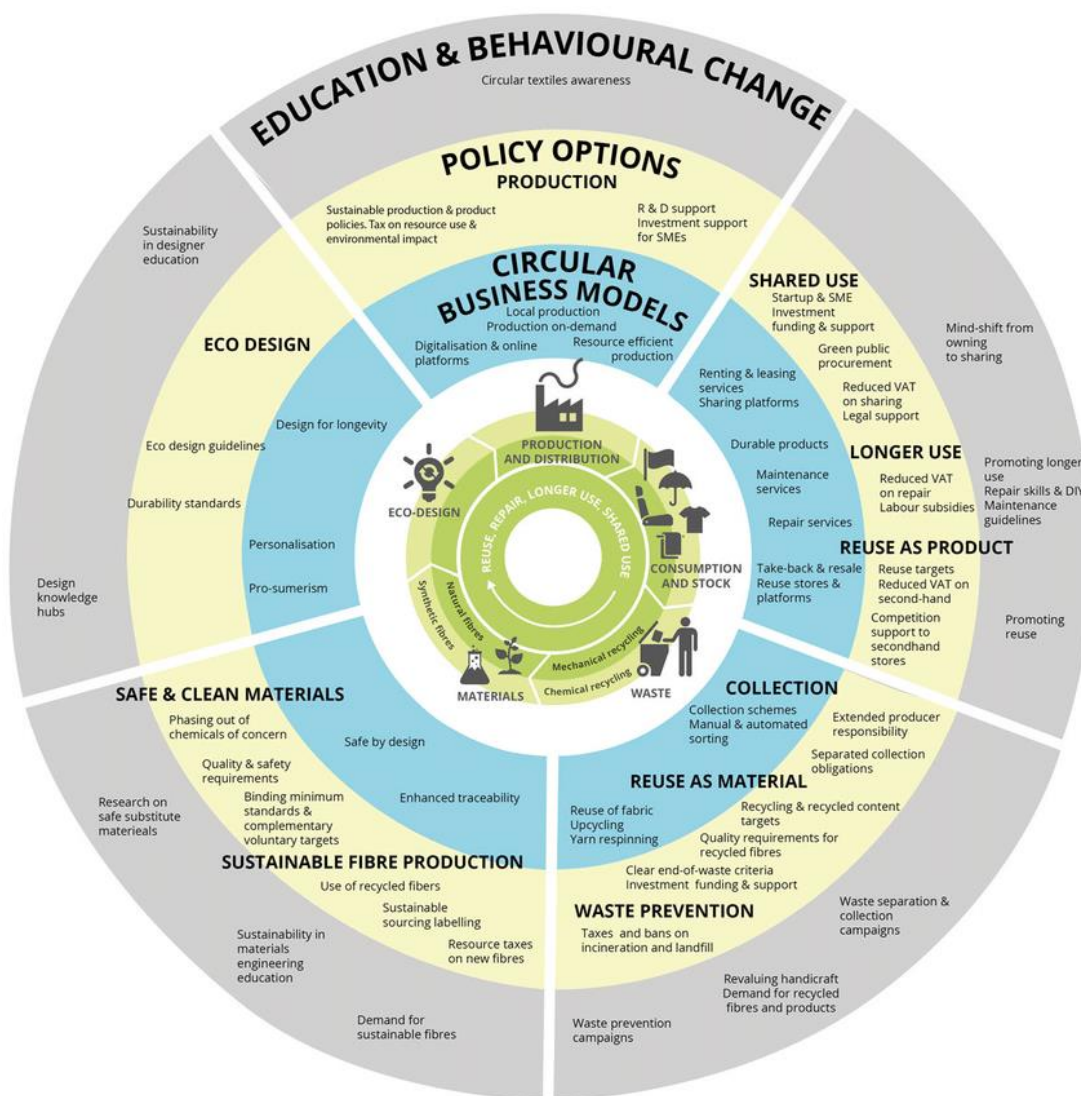 EDUCATION & BEHAVIOURAL CHANGE
Circular textiles awareness
POLICY OPTIONS
PRODUCTION
Sustainable production & product
policies. Tax on resource use &
environmental impact
R & D support
Investment support
for SMEs
CIRCULAR
BUSINESS MODELS
Local production
Production on-demand
Digitalisation & online
platforms
Resource efficient
production
SHARED USE
Startup & SME
Investment
funding & support
Green public
procurement
Reduced VAT
on sharing
Legal support
Mind-shift from
owning
to sharing
Renting & leasing
services
Sharing platforms
Durable products
Maintenance
services
Repair services
Take-back & resale
Reuse stores &
platforms
LONGER USE
Reduced VAT
on repair
Labour subsidies
Promoting longer
use
Repair skills & DIY
Maintenance
guidelines
REUSE AS PRODUCT
Reuse targets
Reduced VAT on
second-hand
Competition
support to
secondhand
stores
Promoting
reuse
COLLECTION
Collection schemes
Manual & automated
sorting
Extended producer
responsibility
Separated collection
obligations
REUSE AS MATERIAL
Reuse of fabric
Upcycling
Yarn respinning
Recycling & recycled content
targets
Quality requirements for
recycled fibres
Clear end-of-waste criteria
Investment funding & support
WASTE PREVENTION
Taxes and bans on
incineration and landfill
Waste separation &
collection
campaigns
Revaluing handicraft
Demand for recycled
fibres and products
Waste prevention
campaigns
SAFE & CLEAN MATERIALS
Phasing out of
chemicals of concern
Quality & safety
requirements
Binding minimum
standards &
complementary
voluntary targets
Safe by design
Enhanced traceability
SUSTAINABLE FIBRE PRODUCTION
Use of recycled fibers
Sustainable
sourcing labelling
Resource taxes
on new fibres
Research on
safe substitute
materieals
Sustainability in
materials
engineering
education
Demand for
sustainable fibres
Sustainability
in designer
education
ECO DESIGN
Design for longevity
Eco design guidelines
Durability standards
Personalisation
Pro-sumerism
Design
knowledge
hubs
PRODUCTION
AND DISTRIBUTION
ECO-DESIGN
CONSUMPTION
AND STOCK
REUSE, REPAIR, LONGER USE, SHARED USE
Synthetic fibres
Natural fibres
Mechanical recycling
Chemical recycling
MATERIALS
WASTE